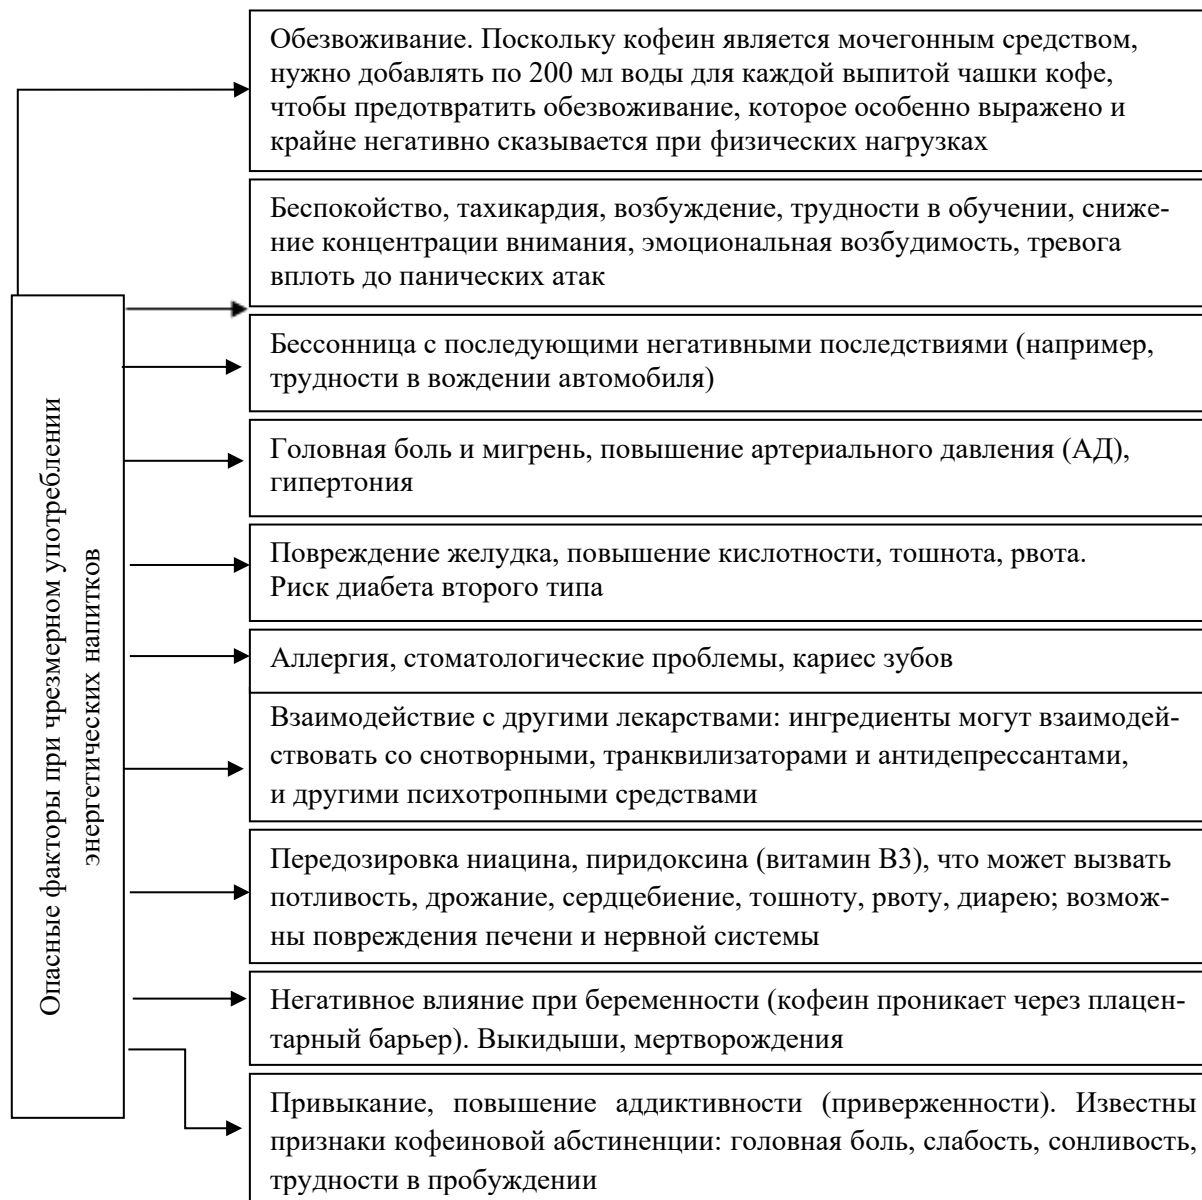 Обезвоживание. Поскольку кофеин является мочегонным средством,
нужно добавлять по 200 мл воды для каждой выпитой чашки кофе,
чтобы предотвратить обезвоживание, которое особенно выражено и
крайне негативно сказывается при физических нагрузках
Беспокойство, тахикардия, возбуждение, трудности в обучении, сниже-
ние концентрации внимания, эмоциональная возбудимость, тревога
вплоть до панических атак
Бессонница с последующими негативными последствиями (например,
трудности в вождении автомобиля)
Головная боль и мигрень, повышение артериального давления (АД),
гипертония
Повреждение желудка, повышение кислотности, тошнота, рвота.
Риск диабета второго типа
Аллергия, стоматологические проблемы, кариес зубов
Взаимодействие с другими лекарствами: ингредиенты могут взаимодей-
ствовать со снотворными, транквилизаторами и антидепрессантами,
и другими психотропными средствами
Передозировка ниацина, пиридоксина (витамин В3), что может вызвать
потливость, дрожание, сердцебиение, тошноту, рвоту, диарею; возмож-
ны повреждения печени и нервной системы
Негативное влияние при беременности (кофеин проникает через плацен-
тарный барьер). Выкидыши, мертворождения
Привыкание, повышение аддиктивности (приверженности). Известны
признаки кофеиновой абстиненции: головная боль, слабость, сонливость,
трудности в пробуждении
Опасные факторы при чрезмерном употреблении
энергетических напитков